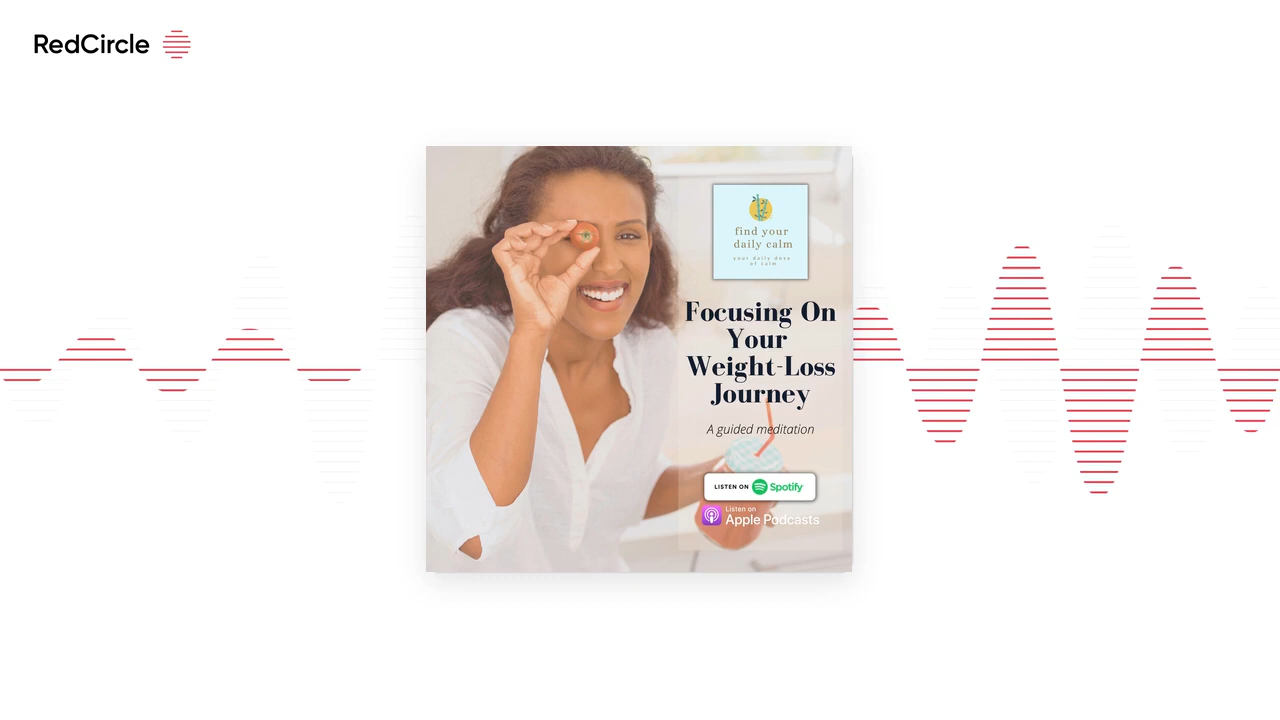 RedCircle
find your
daily calm
your daily dose
of calm
Focusing On
Your
Weight-Loss
Journey
A guided meditation
LISTEN ON Spotify
Listen on
Apple Podcasts